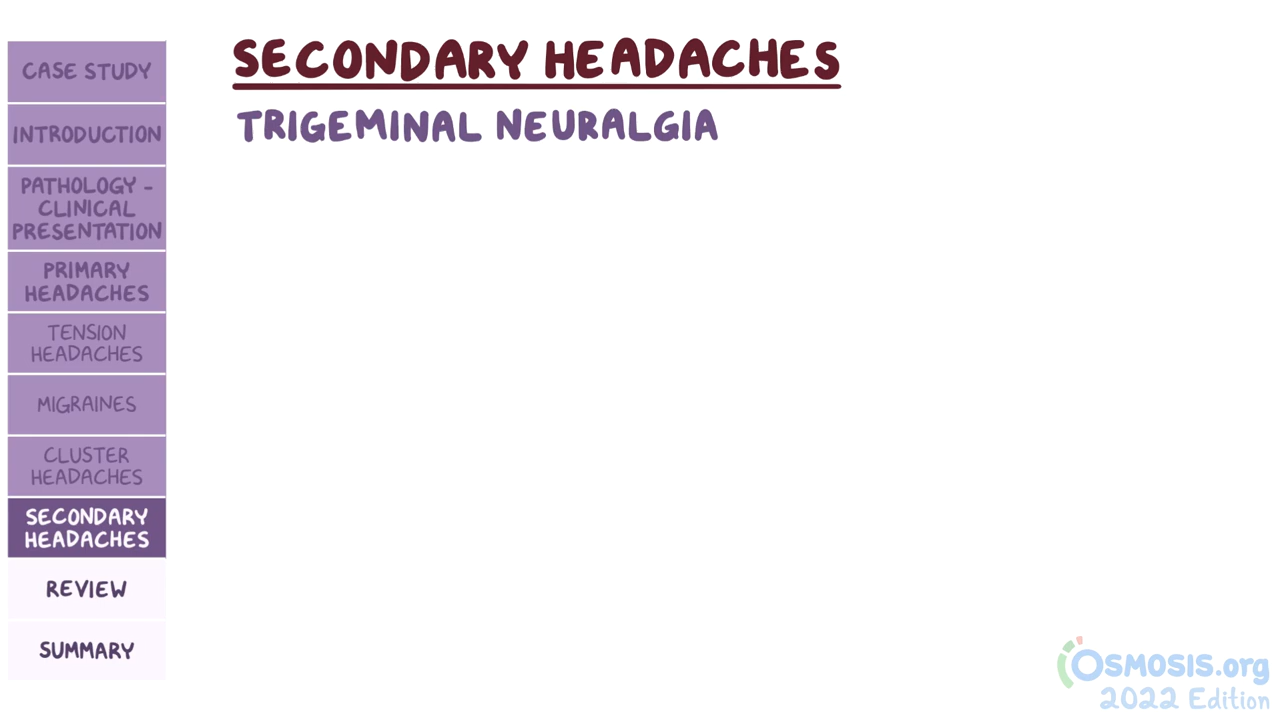 SECONDARY HEADACHES
TRIGEMINAL NEURALGIA
CASE STUDY
INTRODUCTION
PATHOLOGY -
CLINICAL
PRESENTATION
PRIMARY
HEADACHES
TENSION
HEADACHES
MIGRAINES
CLUSTER
HEADACHES
SECONDARY
HEADACHES
REVIEW
SUMMARY
OSMOSIS.org
2022 Edition